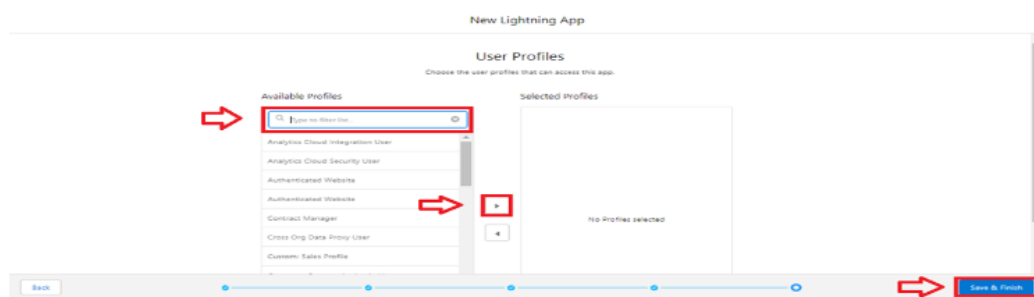 New Lightning App
User Profiles
Choose the user profiles that can access this app.
Available Profiles
Selected Profiles
Type to filter list...
Analytics Cloud Integration User
Analytics Cloud Security User
Authenticated Website
Authenticated Website
Contract Manager
Cross Org Data Proxy User
Custom: Sales Profile
No Profiles selected
Back
Save & Finish